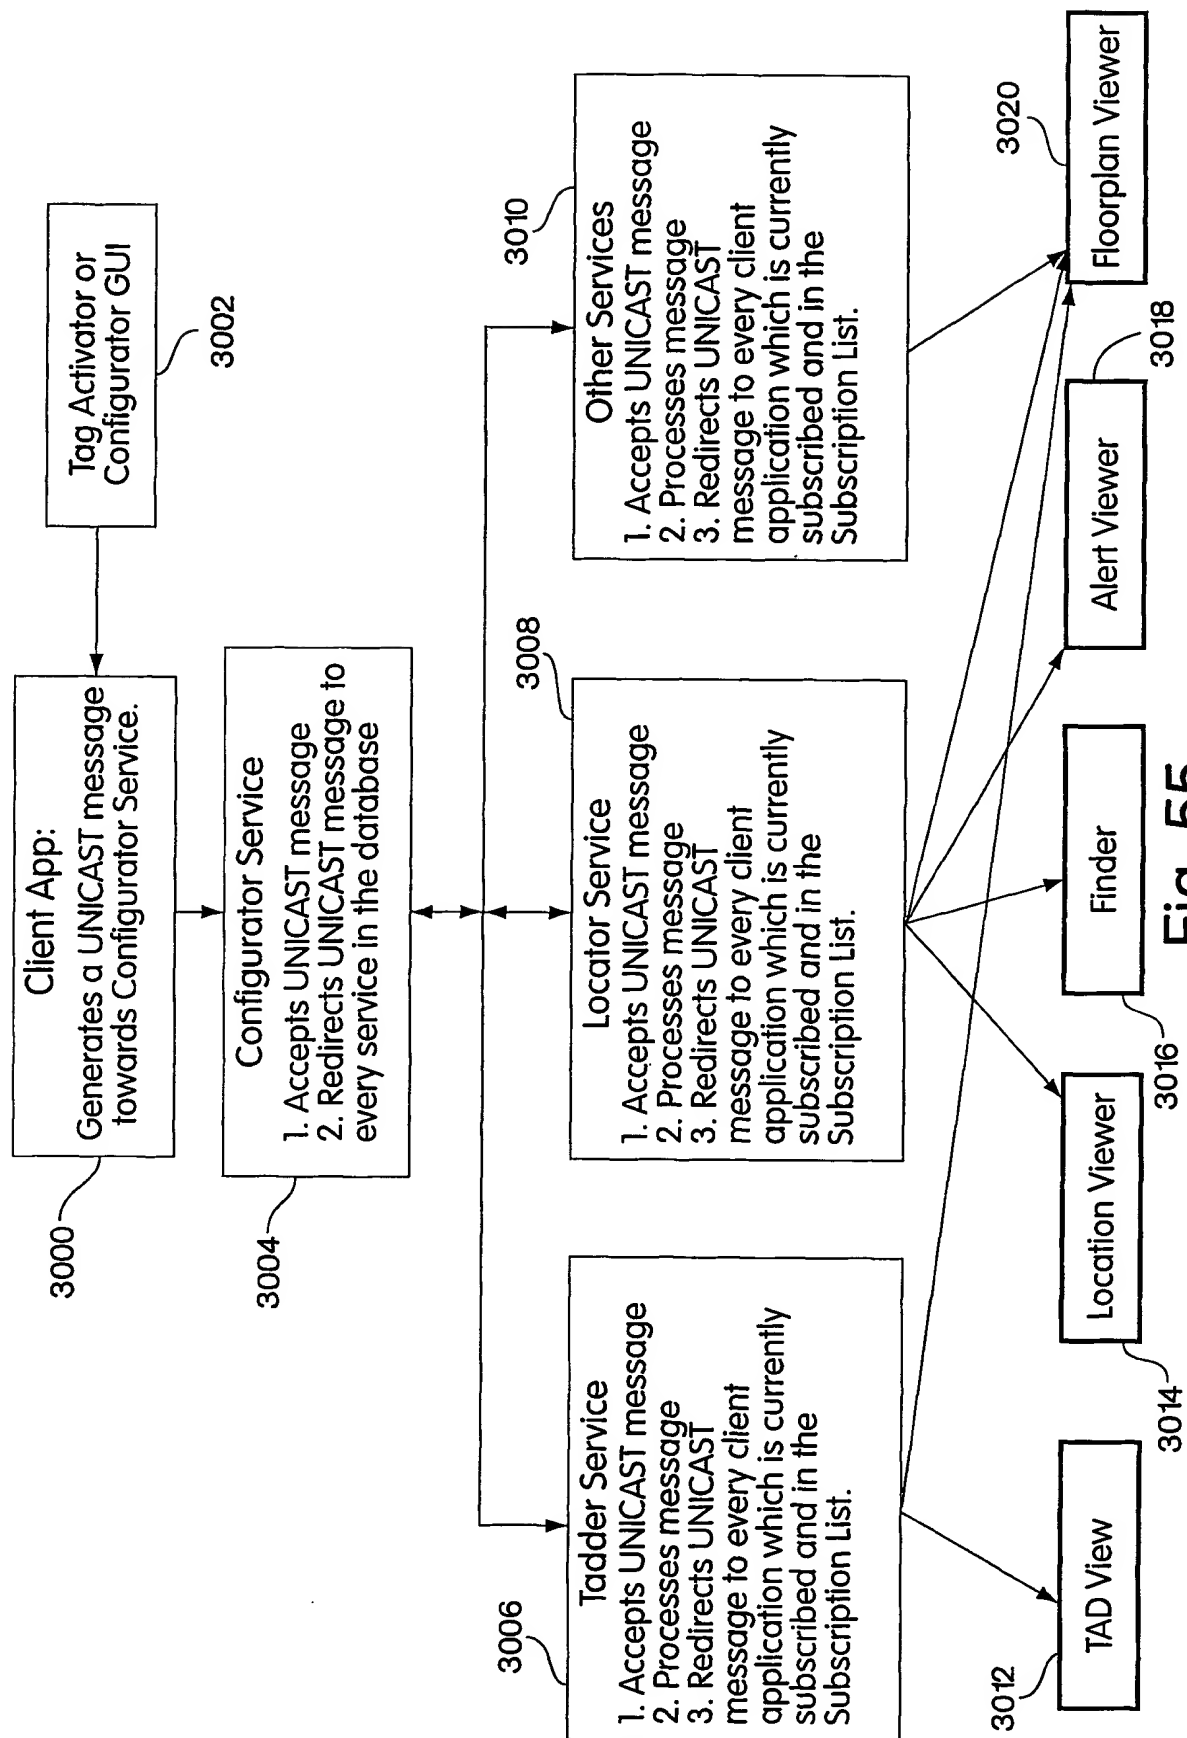 Client App:
Generates a UNICAST message
towards Configurator Service.
3000
Tag Activator or
Configurator GUI
3002
Configurator Service
1. Accepts UNICAST message
2. Redirects UNICAST message to
every service in the database
3004
Tadder Service
1. Accepts UNICAST message
2. Processes message
3. Redirects UNICAST
message to every client
application which is currently
subscribed and in the
Subscription List.
3006
Locator Service
1. Accepts UNICAST message
2. Processes message
3. Redirects UNICAST
message to every client
application which is currently
subscribed and in the
Subscription List.
3008
Other Services
1. Accepts UNICAST message
2. Processes message
3. Redirects UNICAST
message to every client
application which is currently
subscribed and in the
Subscription List.
3010
TAD View
3012
Location Viewer
3014
Finder
3016
Alert Viewer
3018
Floorplan Viewer
3020
Fig. 55